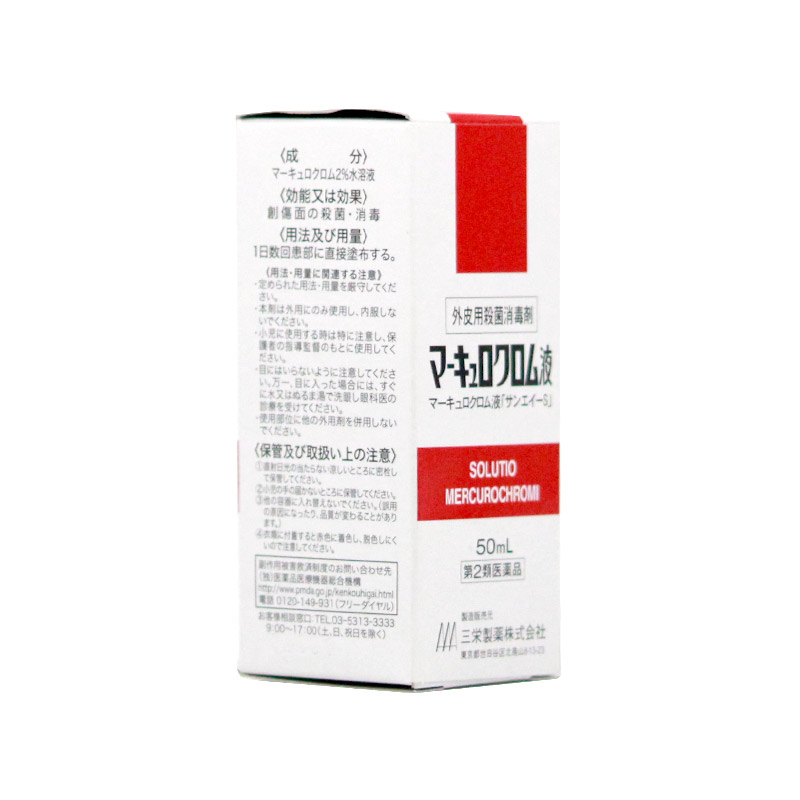 〈成　　　分〉
マーキュロクロム2%水溶液
〈効能又は効果〉
創傷面の殺菌・消毒
〈用法及び用量〉
1日数回患部に直接塗布する。
《用法・用量に関連する注意》
・定められた用法・用量を厳守してくだ
さい。
・本剤は外用にのみ使用し、内服しな
いでください。
・小児に使用する時は特に注意し、保
護者の指導監督のもとに使用してく
ださい。
・目にはいらないように注意してくださ
い。万一、目に入った場合には、すぐ
に水又はぬるま湯で洗眼し眼科医の
診療を受けてください。
・使用部位に他の外用剤を併用しない
でください。
〈保管及び取扱い上の注意〉
①直射日光の当たらない涼しいところに密栓し
て保管してください。
②小児の手の届かないところに保管してください。
③他の容器に入れ替えないでください。(誤用
の原因になったり、品質が変わることがあり
ます。)
④衣類に付着すると赤色に着色し、脱色しにく
いので注意してください。
副作用被害救済制度のお問い合わせ先
(独)医薬品医療機器総合機構
http://www.pmda.go.jp/kenkouhigai.html
電話 0120-149-931(フリーダイヤル)
お客様相談窓口 TEL.03-5313-3333
9:00〜17:00(土、日、祝日を除く)
外皮用殺菌消毒剤
マーキュロクロム液
マーキュロクロム液「サンエイーS」
SOLUTIO
MERCUROCHROMI
50mL
第2類医薬品
製造販売元
三栄製薬株式会社
東京都世田谷区北烏山